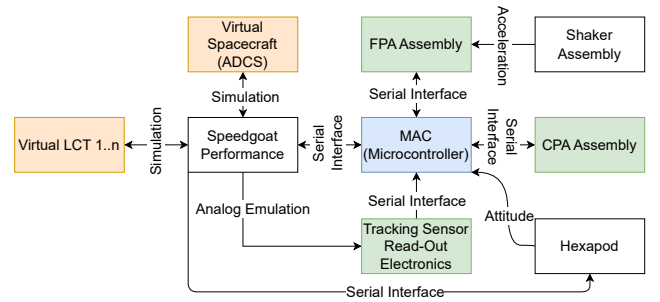 Virtual
Spacecraft
(ADCS)
FPA Assembly
Acceleration
Shaker
Assembly
Simulation
Serial Interface
Virtual LCT 1..n
Simulation
Speedgoat
Performance
Serial
Interface
MAC
(Microcontroller)
Serial
Interface
CPA Assembly
Analog Emulation
Serial Interface
Attitude
Tracking Sensor
Read-Out
Electronics
Hexapod
Serial Interface